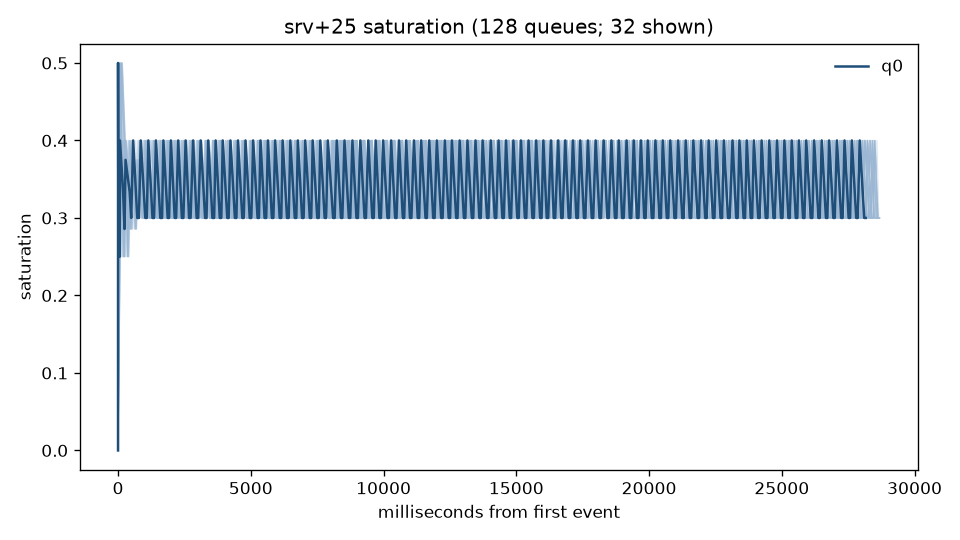 srv+25 saturation (128 queues; 32 shown)
q0
0.5
0.4
0.3
0.2
0.1
0.0
saturation
0 5000 10000 15000 20000 25000 30000
milliseconds from first event